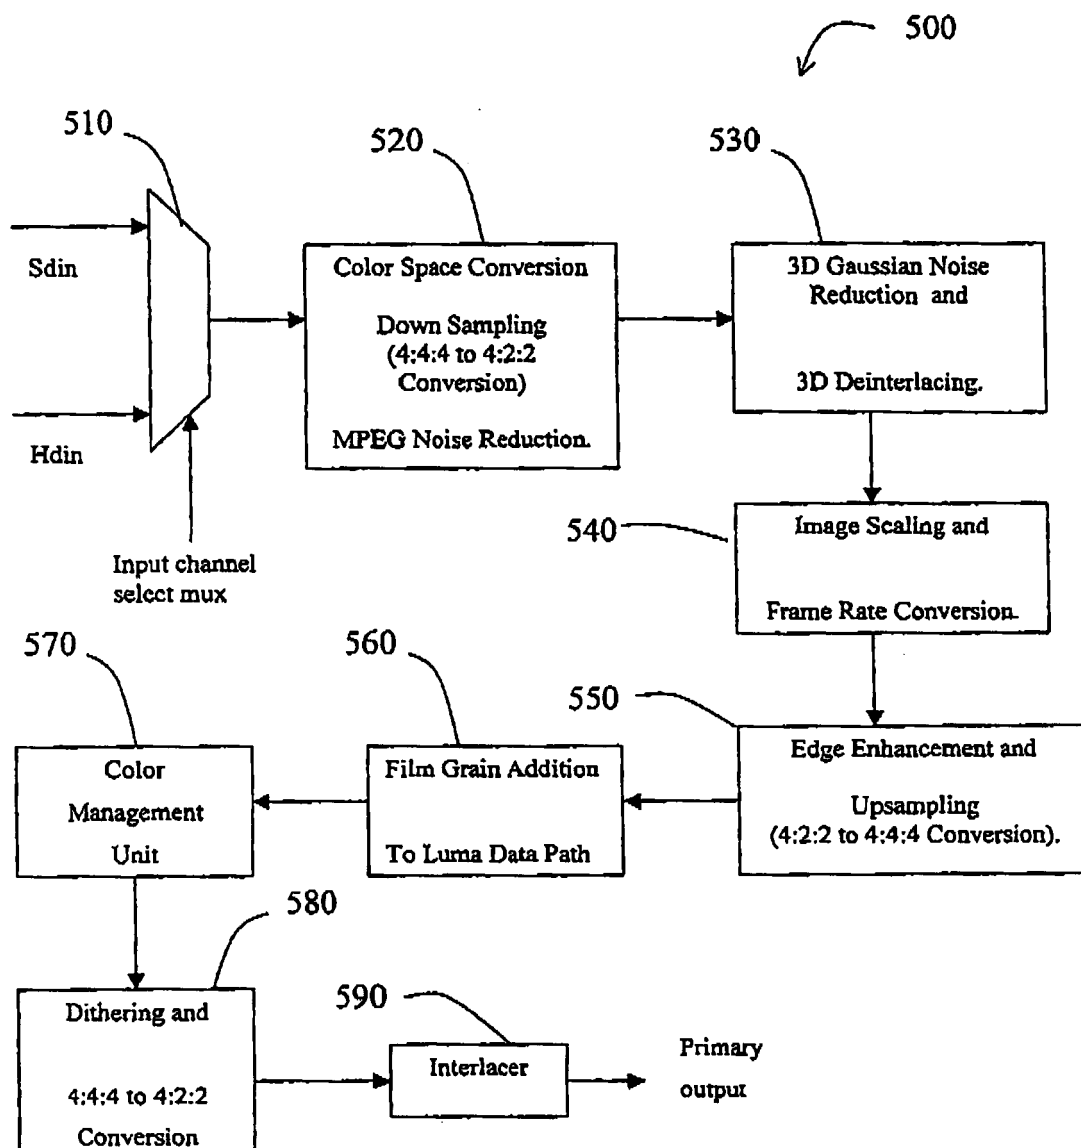 500
510
520
530
Sdin
Hdin
Input channel
select mux
Color Space Conversion
Down Sampling
(4:4:4 to 4:2:2
Conversion)
MPEG Noise Reduction.
3D Gaussian Noise
Reduction and
3D Deinterlacing.
540
Image Scaling and
Frame Rate Conversion.
550
Edge Enhancement and
Upsampling
(4:2:2 to 4:4:4 Conversion).
560
Film Grain Addition
To Luma Data Path
570
Color
Management
Unit
580
Dithering and
4:4:4 to 4:2:2
Conversion
590
Interlacer
Primary
output